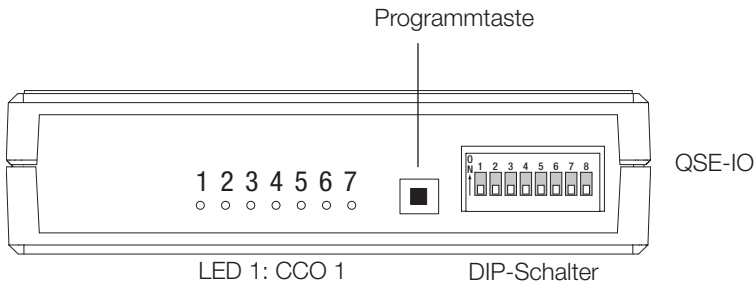 Programmtaste
1 2 3 4 5 6 7
ON 1 2 3 4 5 6 7 8
QSE-IO
LED 1: CCO 1
DIP-Schalter